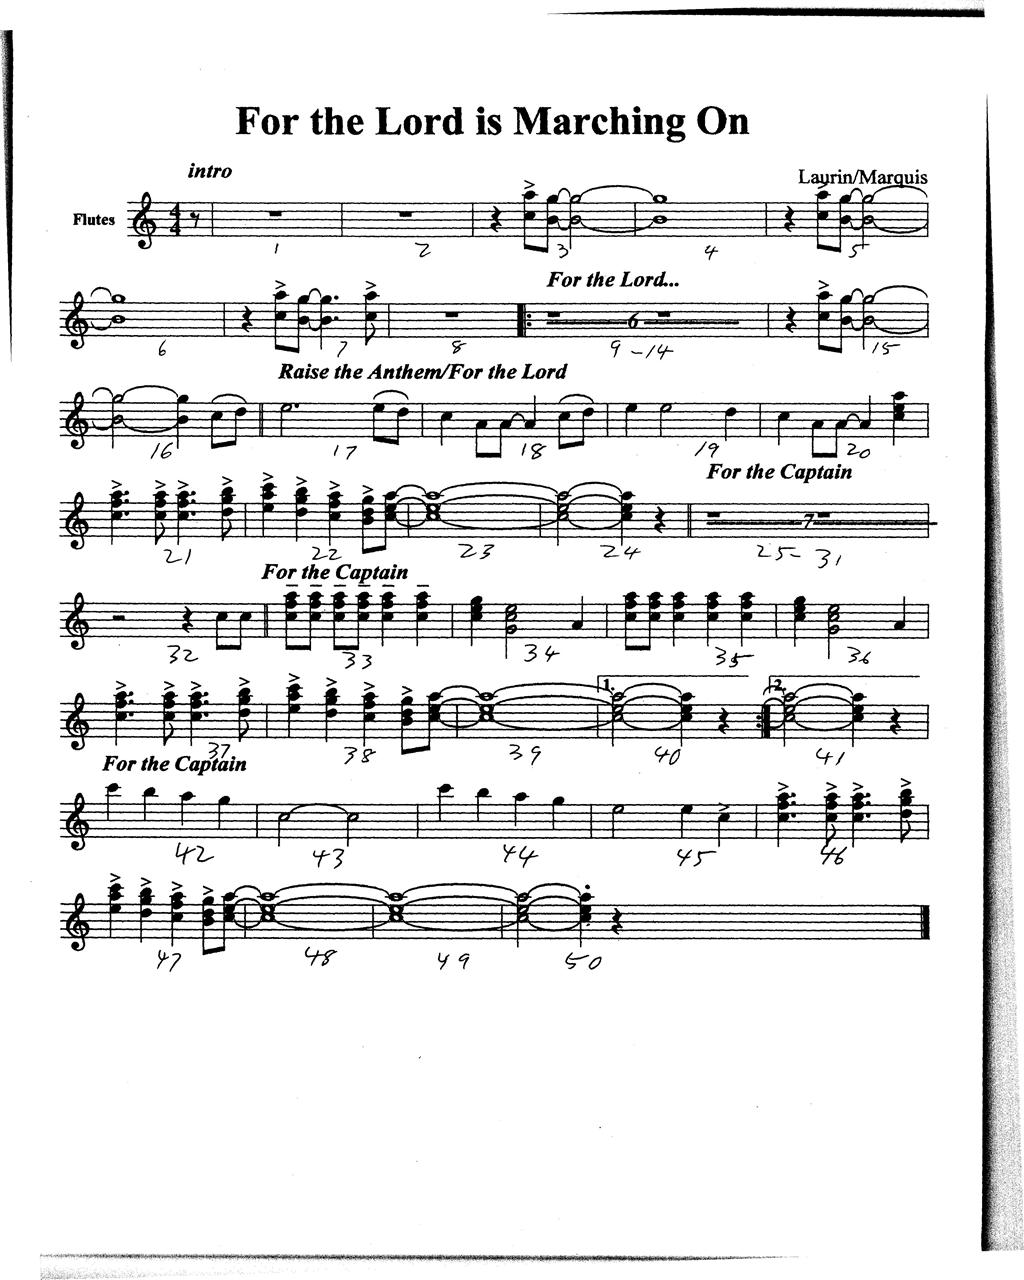 For the Lord is Marching On
intro
Laurin/Marquis
Flutes
4
4
1 2 3 4 5
For the Lord...
6
6 7 8 9-14 15
Raise the Anthem/For the Lord
16 17 18 19 20
For the Captain
7
21 22 23 24 25-31
For the Captain
32 33 34 35 36
1. 2.
37 38 39 40 41
For the Captain
42 43 44 45 46
47 48 49 50